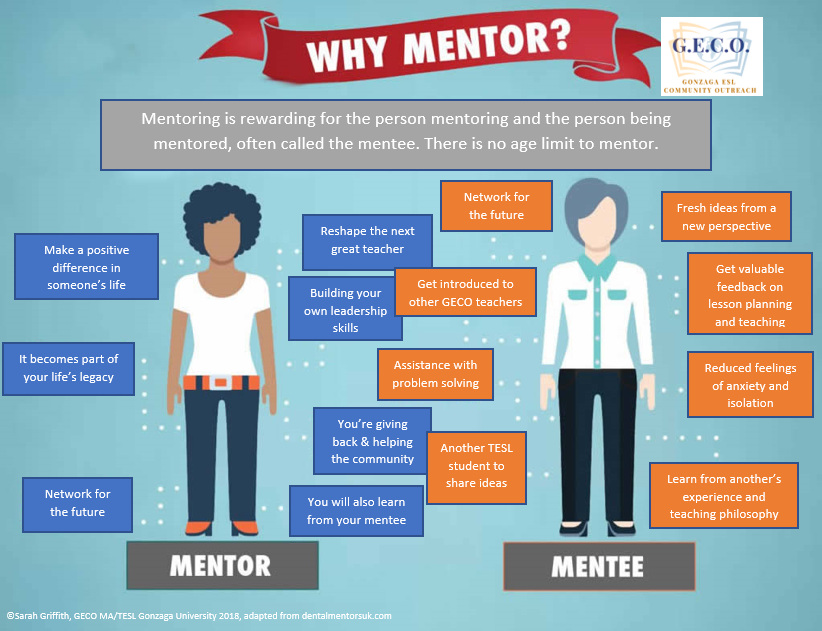 WHY MENTOR?
G.E.C.O.
GONZAGA ESL
COMMUNITY OUTREACH
Mentoring is rewarding for the person mentoring and the person being
mentored, often called the mentee. There is no age limit to mentor.
Make a positive
difference in
someone's life
It becomes part of
your life's legacy
Network for
the future
Reshape the next
great teacher
Building your
own leadership
skills
You're giving
back & helping
the community
You will also learn
from your mentee
MENTOR
Network for
the future
Get introduced to
other GECO teachers
Assistance with
problem solving
Another TESL
student to
share ideas
Fresh ideas from a
new perspective
Get valuable
feedback on
lesson planning
and teaching
Reduced feelings
of anxiety and
isolation
Learn from another's
experience and
teaching philosophy
MENTEE
©Sarah Griffith, GECO MA/TESL Gonzaga University 2018, adapted from dentalmentorsuk.com